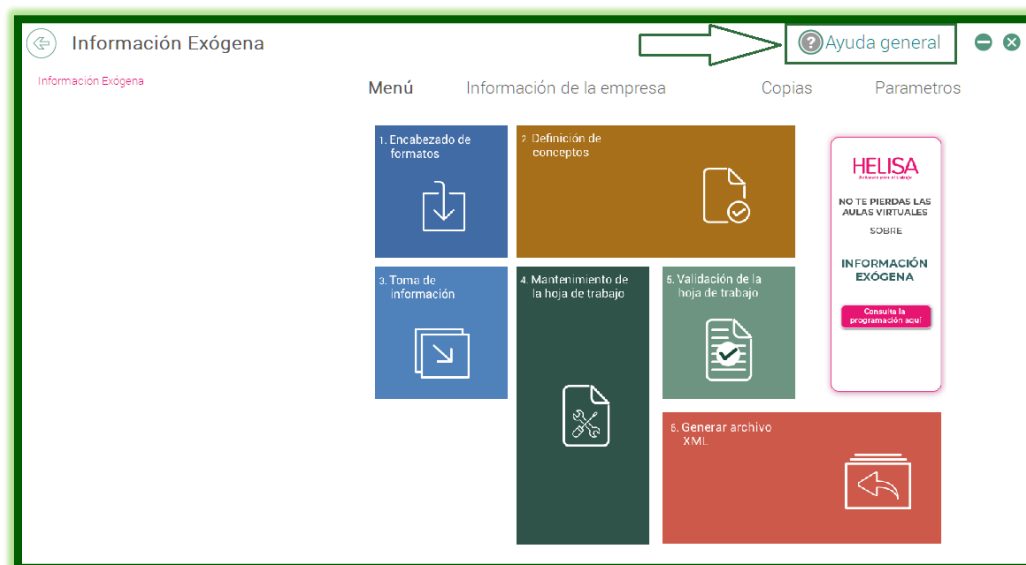 Información Exógena
? Ayuda general
Información Exógena
Menú
Información de la empresa
Copias
Parametros
1. Encabezado de
formatos
2. Definición de
conceptos
3. Toma de
información
4. Mantenimiento de
la hoja de trabajo
5. Validación de la
hoja de trabajo
6. Generar archivo
XML
HELISA
NO TE PIERDAS LAS
AULAS VIRTUALES
SOBRE
INFORMACIÓN
EXÓGENA
Consulta la
programación aquí